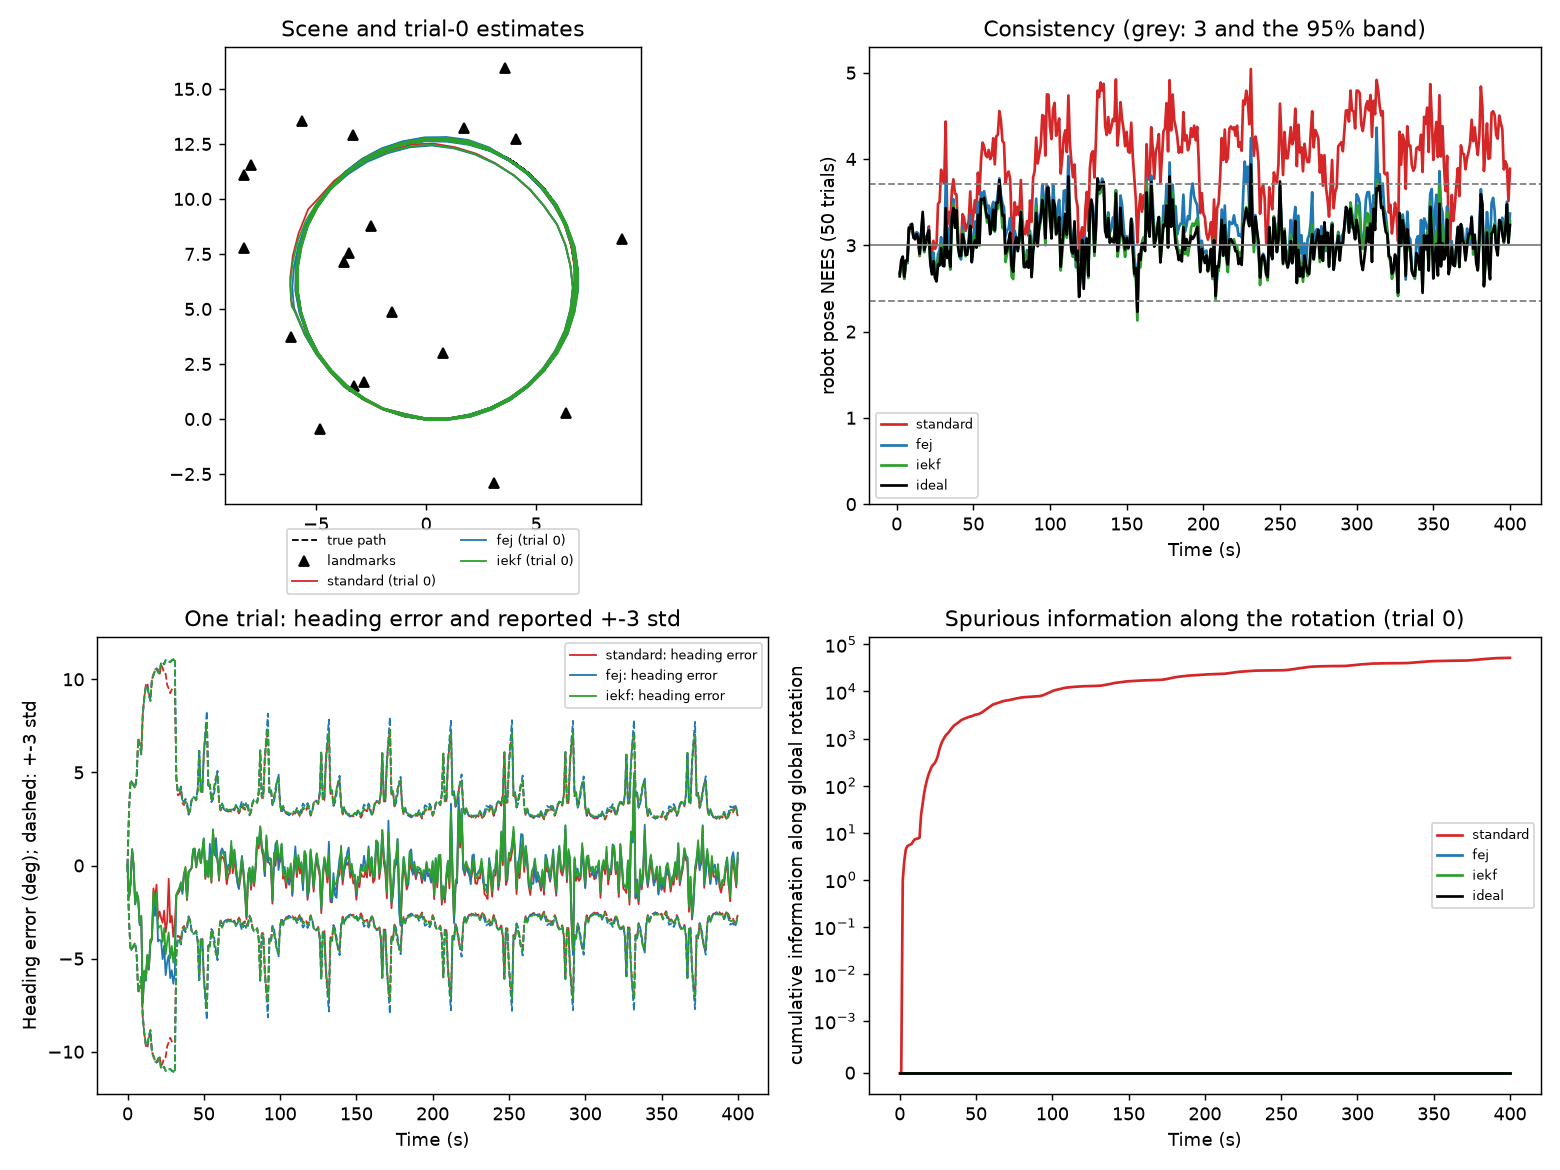 Scene and trial-0 estimates
15.0
12.5
10.0
7.5
5.0
2.5
0.0
−2.5
−5
0
5
true path
landmarks
standard (trial 0)
fej (trial 0)
iekf (trial 0)
Consistency (grey: 3 and the 95% band)
robot pose NEES (50 trials)
5
4
3
2
1
0
standard
fej
iekf
ideal
0 50 100 150 200 250 300 350 400
Time (s)
One trial: heading error and reported +-3 std
Heading error (deg); dashed: +-3 std
10
5
0
−5
−10
standard: heading error
fej: heading error
iekf: heading error
0 50 100 150 200 250 300 350 400
Time (s)
Spurious information along the rotation (trial 0)
cumulative information along global rotation
10^5
10^4
10^3
10^2
10^1
10^0
10^−1
10^−2
10^−3
0
standard
fej
iekf
ideal
0 50 100 150 200 250 300 350 400
Time (s)